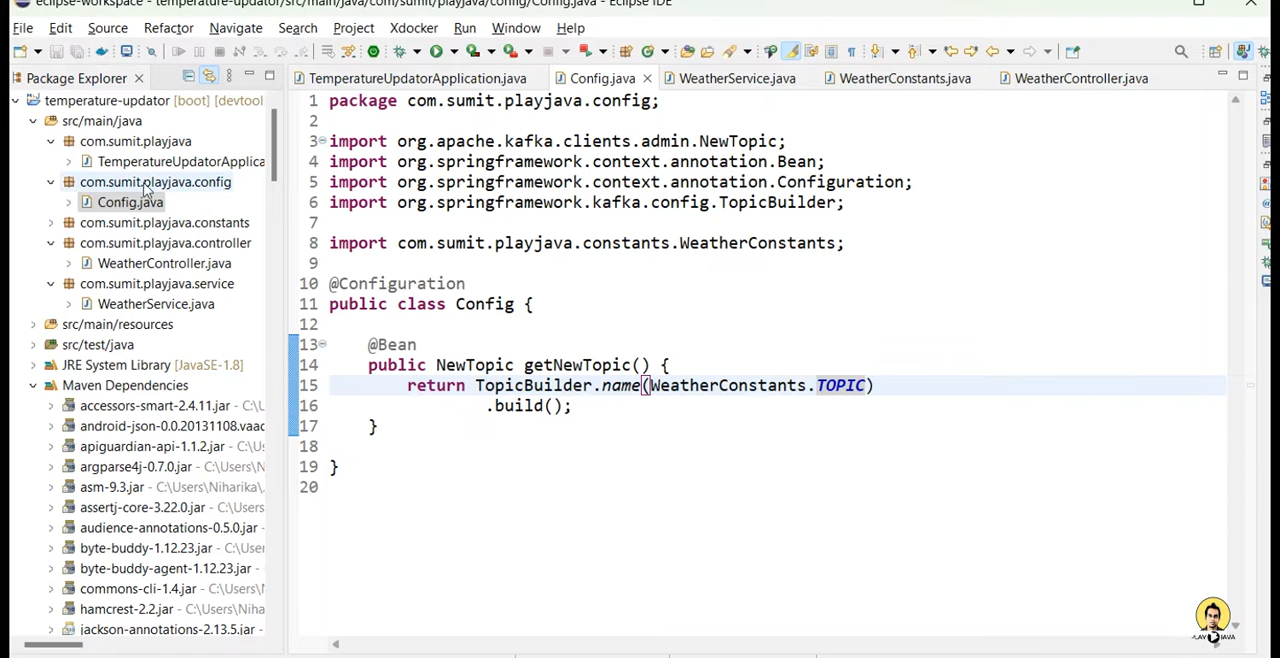 eclipse-workspace - temperature-updator/src/main/java/com/sumit/playjava/config/Config.java - Eclipse IDE
File Edit Source Refactor Navigate Search Project Xdocker Run Window Help
Package Explorer
temperature-updator [boot] [devtool
src/main/java
com.sumit.playjava
TemperatureUpdatorApplica
com.sumit.playjava.config
Config.java
com.sumit.playjava.constants
com.sumit.playjava.controller
WeatherController.java
com.sumit.playjava.service
WeatherService.java
src/main/resources
src/test/java
JRE System Library [JavaSE-1.8]
Maven Dependencies
accessors-smart-2.4.11.jar - C:\U
android-json-0.0.20131108.vaac
apiguardian-api-1.1.2.jar - C:\U
argparse4j-0.7.0.jar - C:\Users\N
asm-9.3.jar - C:\Users\Niharika\.
assertj-core-3.22.0.jar - C:\Users
audience-annotations-0.5.0.jar -
byte-buddy-1.12.23.jar - C:\User
byte-buddy-agent-1.12.23.jar -
commons-cli-1.4.jar - C:\Users\
hamcrest-2.2.jar - C:\Users\Niha
jackson-annotations-2.13.5.jar -
TemperatureUpdatorApplication.java Config.java WeatherService.java WeatherConstants.java WeatherController.java
1 package com.sumit.playjava.config;
2
3 import org.apache.kafka.clients.admin.NewTopic;
4 import org.springframework.context.annotation.Bean;
5 import org.springframework.context.annotation.Configuration;
6 import org.springframework.kafka.config.TopicBuilder;
7
8 import com.sumit.playjava.constants.WeatherConstants;
9
10 @Configuration
11 public class Config {
12
13 @Bean
14 public NewTopic getNewTopic() {
15 return TopicBuilder.name(WeatherConstants.TOPIC)
16 .build();
17 }
18
19 }
20